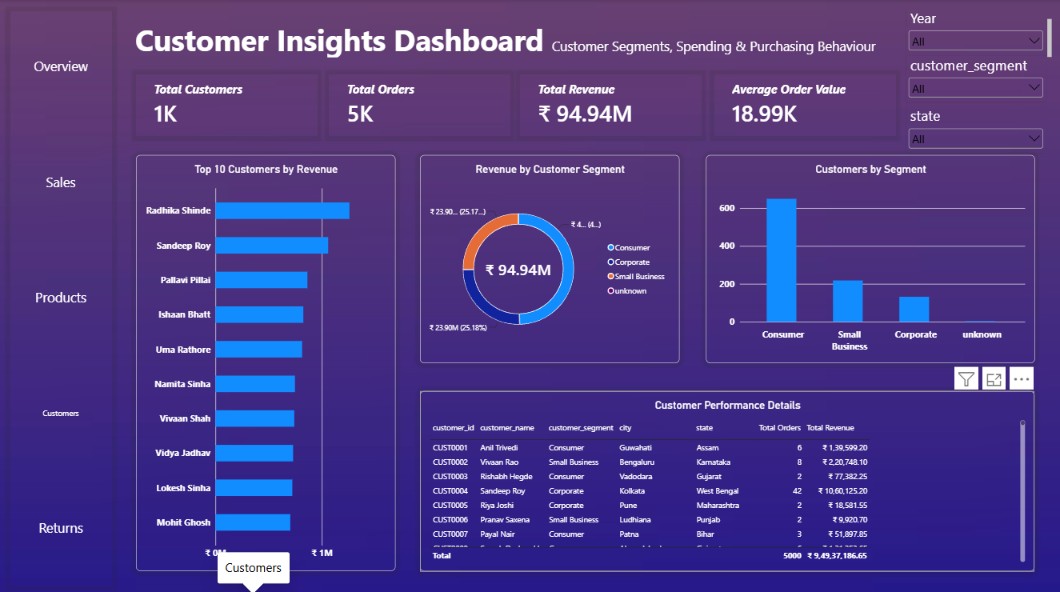 Overview
Sales
Products
Customers
Returns
Customer Insights Dashboard Customer Segments, Spending & Purchasing Behaviour
Year
All
customer_segment
All
state
All
Total Customers
1K
Total Orders
5K
Total Revenue
₹ 94.94M
Average Order Value
18.99K
Top 10 Customers by Revenue
Radhika Shinde
Sandeep Roy
Pallavi Pillai
Ishaan Bhatt
Uma Rathore
Namita Sinha
Vivaan Shah
Vidya Jadhav
Lokesh Sinha
Mohit Ghosh
₹ 0M ₹ 1M
Customers
Revenue by Customer Segment
₹ 23.90... (25.17...)
₹ 4... (4...)
₹ 94.94M
₹ 23.90M (25.18%)
Consumer
Corporate
Small Business
unknown
Customers by Segment
600
400
200
0
Consumer
Small Business
Corporate
unknown
Customer Performance Details
customer_id customer_name customer_segment city state Total Orders Total Revenue
CUST0001 Anil Trivedi Consumer Guwahati Assam 6 ₹ 1,39,599.20
CUST0002 Vivaan Rao Small Business Bengaluru Karnataka 8 ₹ 2,20,748.10
CUST0003 Rishabh Hegde Consumer Vadodara Gujarat 2 ₹ 77,382.25
CUST0004 Sandeep Roy Corporate Kolkata West Bengal 42 ₹ 10,60,125.20
CUST0005 Riya Joshi Corporate Pune Maharashtra 2 ₹ 18,581.55
CUST0006 Pranav Saxena Small Business Ludhiana Punjab 2 ₹ 9,920.70
CUST0007 Payal Nair Consumer Patna Bihar 3 ₹ 51,897.85
Total 5000 ₹ 9,49,37,186.65